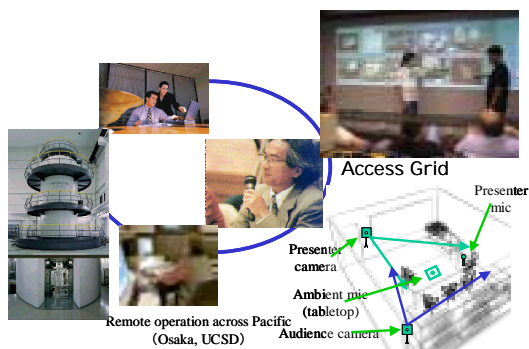 Access Grid
Presenter
mic
Presenter
camera
Ambient mic
(tabletop)
Audience camera
Remote operation across Pacific
(Osaka, UCSD)